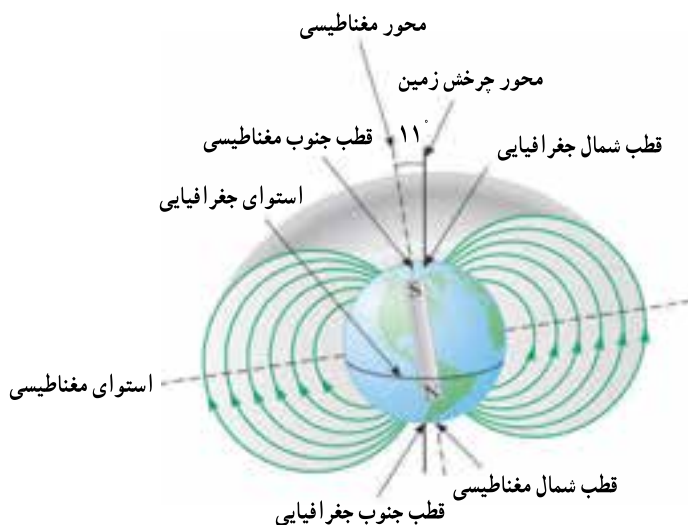 محور مغناطیسی
محور چرخش زمین
۱۱°
قطب جنوب مغناطیسی
قطب شمال جغرافیایی
استوای جغرافیایی
S
استوای مغناطیسی
N
قطب شمال مغناطیسی
قطب جنوب جغرافیایی